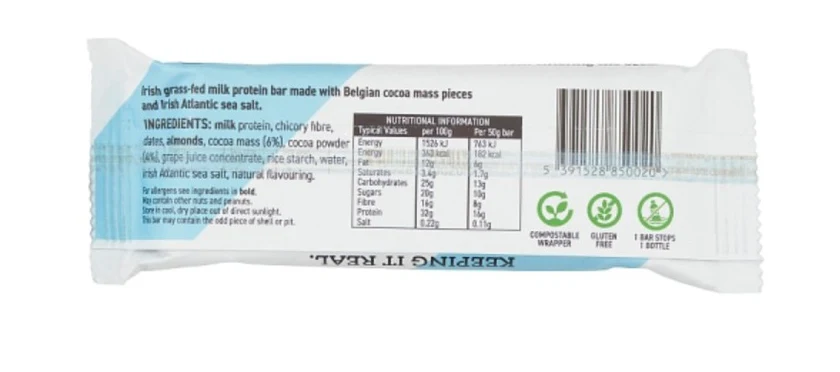 Irish grass-fed milk protein bar made with Belgian cocoa mass pieces
and Irish Atlantic sea salt.
INGREDIENTS: milk protein, chicory fibre,
dates, almonds, cocoa mass (6%), cocoa powder
(4%), grape juice concentrate, rice starch, water,
Irish Atlantic sea salt, natural flavouring.
For allergens see ingredients in bold.
May contain other nuts and peanuts.
Store in cool, dry place out of direct sunlight.
This bar may contain the odd piece of shell or pit.
NUTRITIONAL INFORMATION
Typical Values per 100g Per 50g bar
Energy 1526 kJ 763 kJ
Energy kcal 182 kcal
Fat 12g 6g
Saturates 3.4g 1.7g
Carbohydrates 25g 13g
Sugars 20g 10g
Fibre 16g 8g
Protein 32g 16g
Salt 0.22g 0.11g
5 391528 850020 >
COMPOSTABLE
WRAPPER
GLUTEN
FREE
1 BAR STOPS
1 BOTTLE
KEEPING IT REAL.